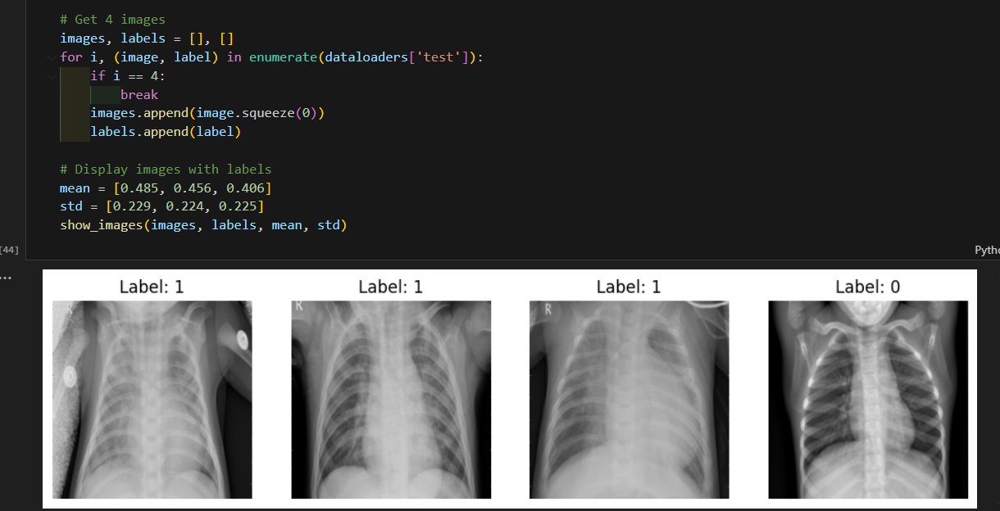 # Get 4 images
images, labels = [], []
for i, (image, label) in enumerate(dataloaders['test']):
if i == 4:
break
images.append(image.squeeze(0))
labels.append(label)
# Display images with labels
mean = [0.485, 0.456, 0.406]
std = [0.229, 0.224, 0.225]
show_images(images, labels, mean, std)
[44]
Pytho
...
Label: 1 Label: 1 Label: 1 Label: 0
R R R